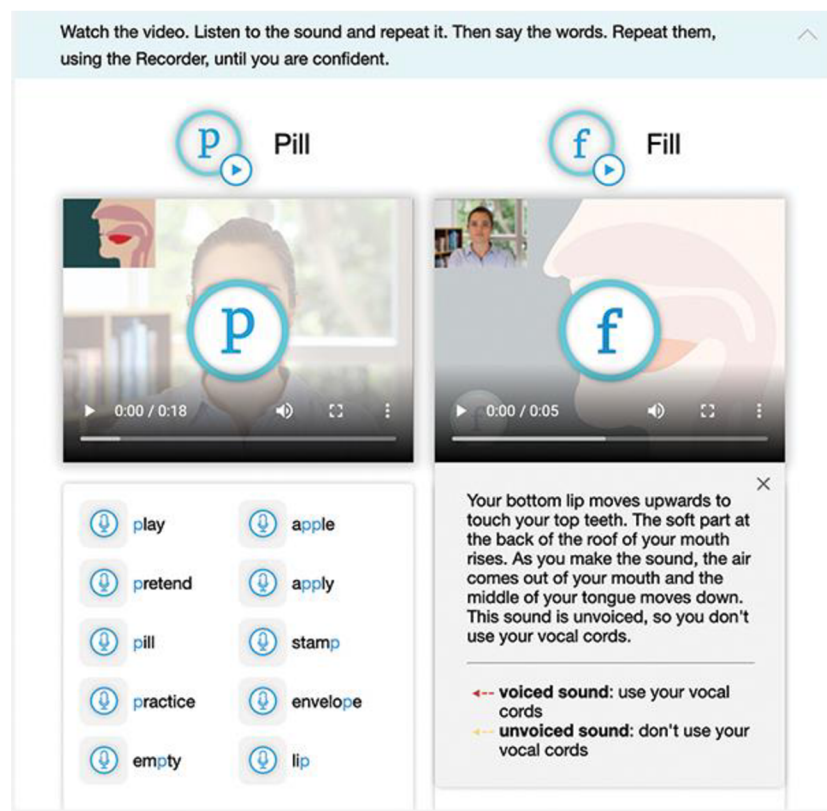 Watch the video. Listen to the sound and repeat it. Then say the words. Repeat them,
using the Recorder, until you are confident.
p Pill
f Fill
p
f
0:00 / 0:18
f
0:00 / 0:05
play
apple
pretend
apply
pill
stamp
practice
envelope
empty
lip
Your bottom lip moves upwards to
touch your top teeth. The soft part at
the back of the roof of your mouth
rises. As you make the sound, the air
comes out of your mouth and the
middle of your tongue moves down.
This sound is unvoiced, so you don't
use your vocal cords.
voiced sound: use your vocal
cords
unvoiced sound: don't use your
vocal cords